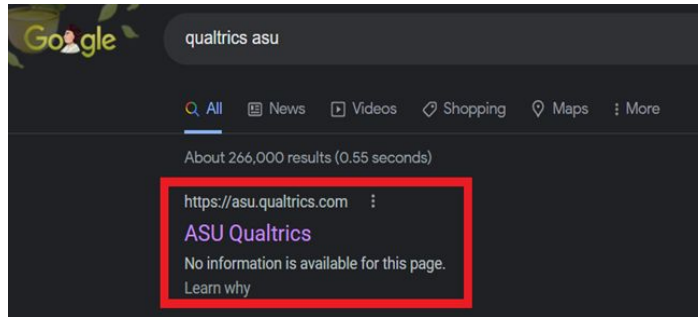 Google
qualtrics asu
All News Videos Shopping Maps More
About 266,000 results (0.55 seconds)
https://asu.qualtrics.com
ASU Qualtrics
No information is available for this page.
Learn why